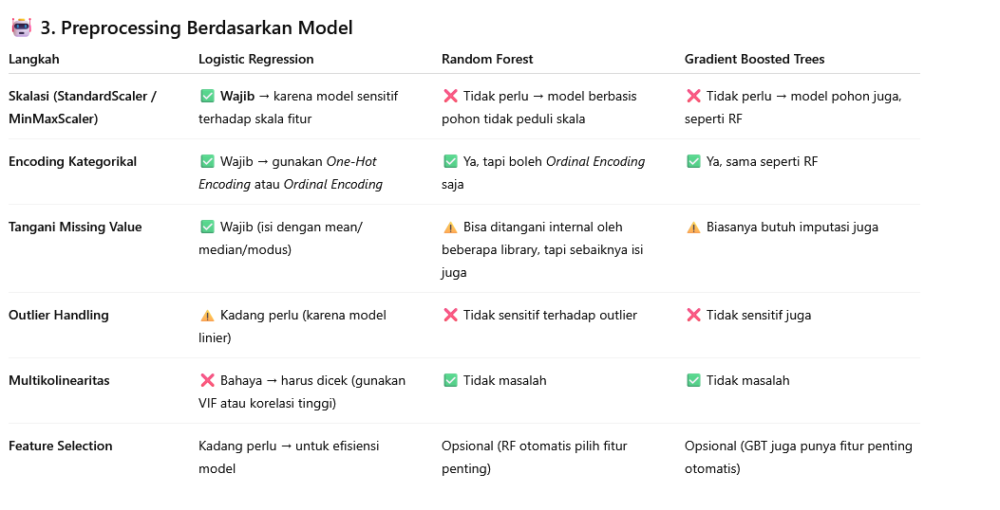 🤖 3. Preprocessing Berdasarkan Model
Langkah Logistic Regression Random Forest Gradient Boosted Trees
Skalasi (StandardScaler / ✅ Wajib → karena model sensitif ❌ Tidak perlu → model berbasis ❌ Tidak perlu → model pohon juga,
MinMaxScaler) terhadap skala fitur pohon tidak peduli skala seperti RF
Encoding Kategorikal ✅ Wajib → gunakan One-Hot ✅ Ya, tapi boleh Ordinal Encoding ✅ Ya, sama seperti RF
Encoding atau Ordinal Encoding saja
Tangani Missing Value ✅ Wajib (isi dengan mean/ ⚠️ Bisa ditangani internal oleh ⚠️ Biasanya butuh imputasi juga
median/modus) beberapa library, tapi sebaiknya isi
juga
Outlier Handling ⚠️ Kadang perlu (karena model ❌ Tidak sensitif terhadap outlier ❌ Tidak sensitif juga
linier)
Multikolinearitas ❌ Bahaya → harus dicek (gunakan ✅ Tidak masalah ✅ Tidak masalah
VIF atau korelasi tinggi)
Feature Selection Kadang perlu → untuk efisiensi Opsional (RF otomatis pilih fitur Opsional (GBT juga punya fitur penting
model penting) otomatis)